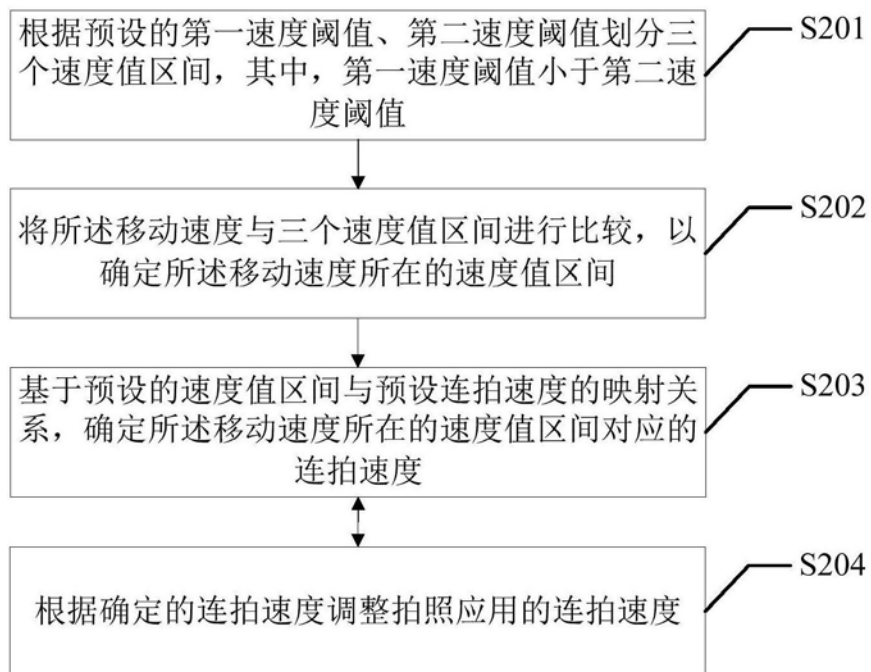 根据预设的第一速度阈值、第二速度阈值划分三
个速度值区间，其中，第一速度阈值小于第二速
度阈值
S201
将所述移动速度与三个速度值区间进行比较，以
确定所述移动速度所在的速度值区间
S202
基于预设的速度值区间与预设连拍速度的映射关
系，确定所述移动速度所在的速度值区间对应的
连拍速度
S203
根据确定的连拍速度调整拍照应用的连拍速度
S204